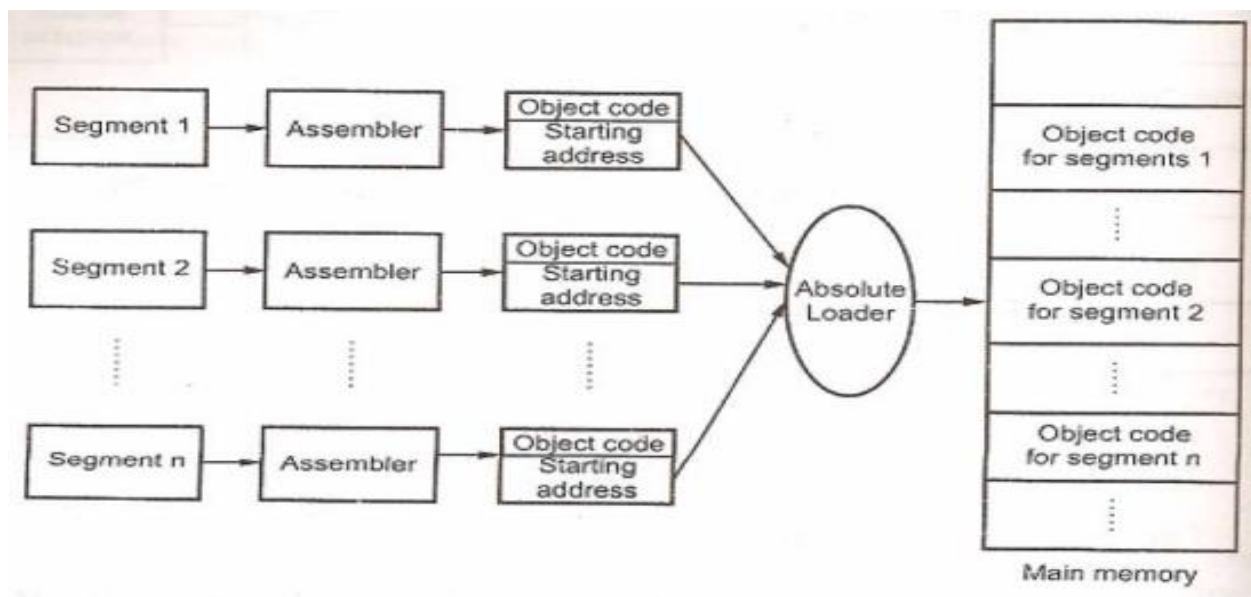 Segment 1
Assembler
Object code
Starting
address
Segment 2
Assembler
Object code
Starting
address
Segment n
Assembler
Object code
Starting
address
Absolute
Loader
Object code
for segments 1
Object code
for segment 2
Object code
for segment n
Main memory